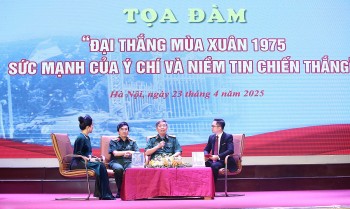 TỌA ĐÀM
“ĐẠI THẮNG MÙA XUÂN 1975
SỨC MẠNH CỦA Ý CHÍ VÀ NIỀM TIN CHIẾN THẮNG”
Hà Nội, ngày 23 tháng 4 năm 2025